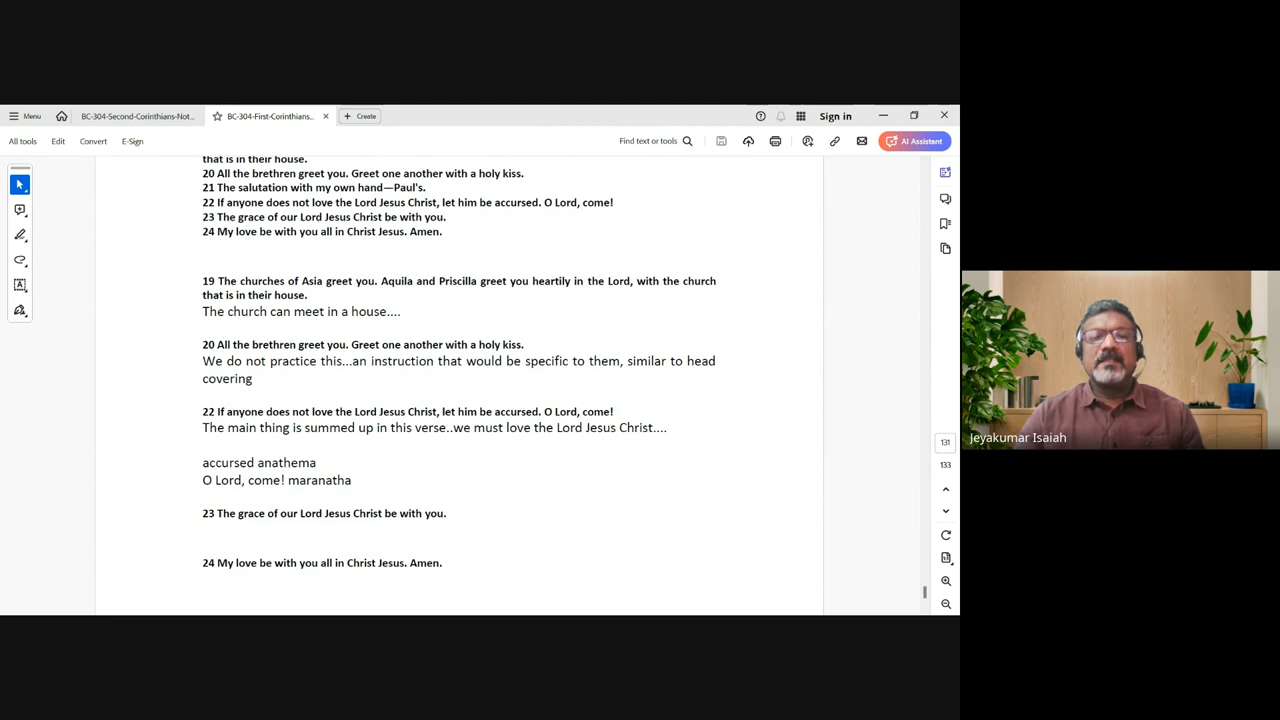 Menu
BC-304-Second-Corinthians-Not...
BC-304-First-Corinthians...
Create
Sign in
All tools
Edit
Convert
E-Sign
Find text or tools
AI Assistant
that is in their house.
20 All the brethren greet you. Greet one another with a holy kiss.
21 The salutation with my own hand—Paul's.
22 If anyone does not love the Lord Jesus Christ, let him be accursed. O Lord, come!
23 The grace of our Lord Jesus Christ be with you.
24 My love be with you all in Christ Jesus. Amen.
19 The churches of Asia greet you. Aquila and Priscilla greet you heartily in the Lord, with the church
that is in their house.
The church can meet in a house....
20 All the brethren greet you. Greet one another with a holy kiss.
We do not practice this...an instruction that would be specific to them, similar to head
covering
22 If anyone does not love the Lord Jesus Christ, let him be accursed. O Lord, come!
The main thing is summed up in this verse..we must love the Lord Jesus Christ....
accursed anathema
O Lord, come! maranatha
23 The grace of our Lord Jesus Christ be with you.
24 My love be with you all in Christ Jesus. Amen.
131
133
Jeyakumar Isaiah